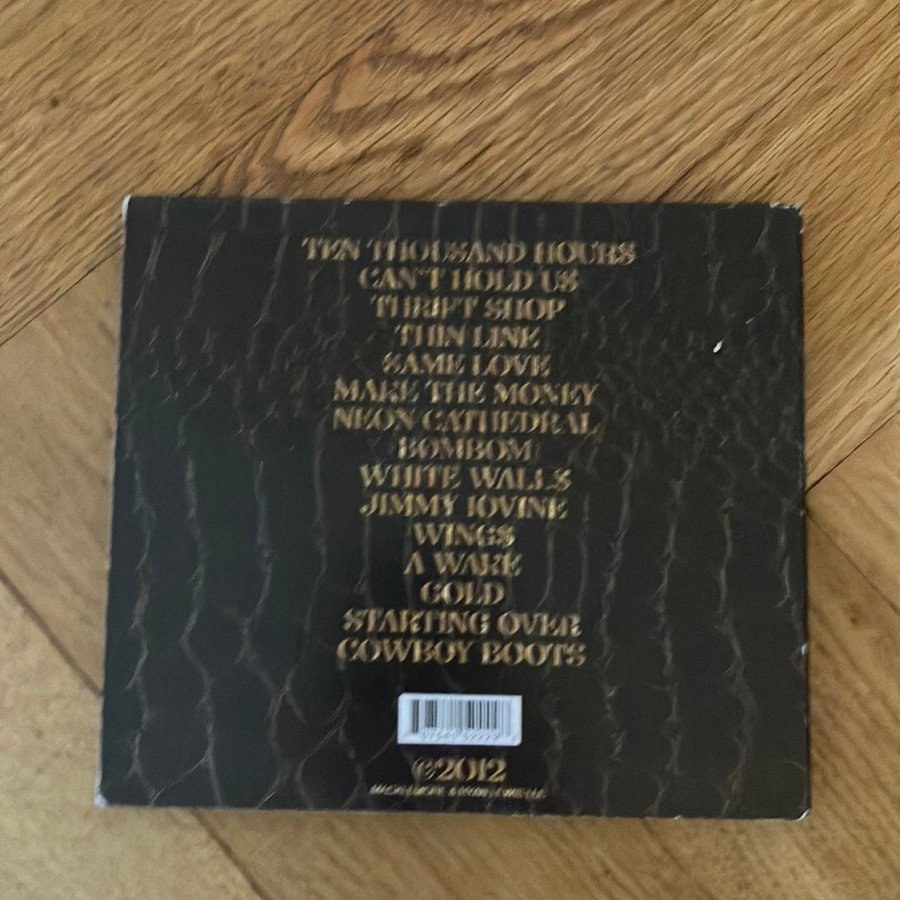 TEN THOUSAND HOURS
CAN'T HOLD US
THRIFT SHOP
THIN LINE
SAME LOVE
MAKE THE MONEY
NEON CATHEDRAL
BOMBOM
WHITE WALLS
JIMMY IOVINE
WINGS
A WAKE
GOLD
STARTING OVER
COWBOY BOOTS
©2012
LLC